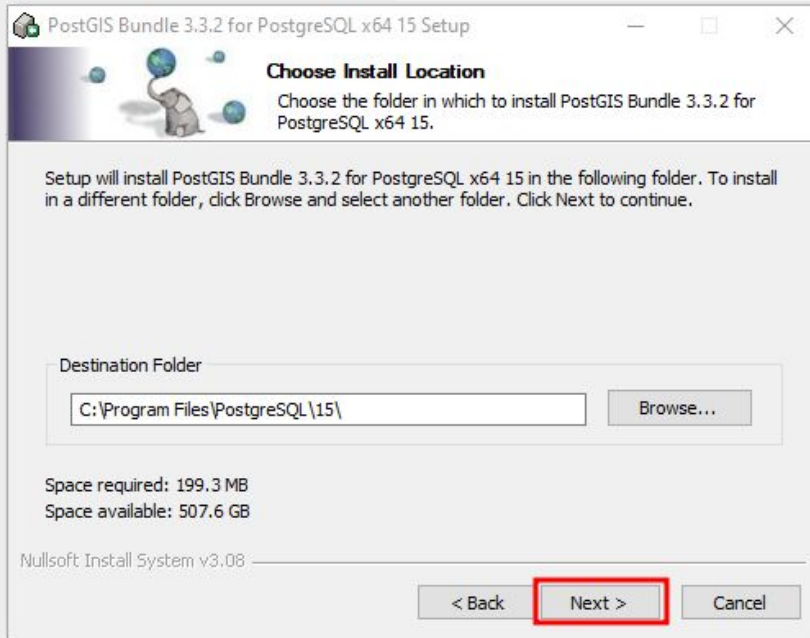 PostGIS Bundle 3.3.2 for PostgreSQL x64 15 Setup
Choose Install Location
Choose the folder in which to install PostGIS Bundle 3.3.2 for
PostgreSQL x64 15.
Setup will install PostGIS Bundle 3.3.2 for PostgreSQL x64 15 in the following folder. To install
in a different folder, click Browse and select another folder. Click Next to continue.
Destination Folder
C:\Program Files\PostgreSQL\15\
Browse...
Space required: 199.3 MB
Space available: 507.6 GB
Nullsoft Install System v3.08
< Back Next > Cancel